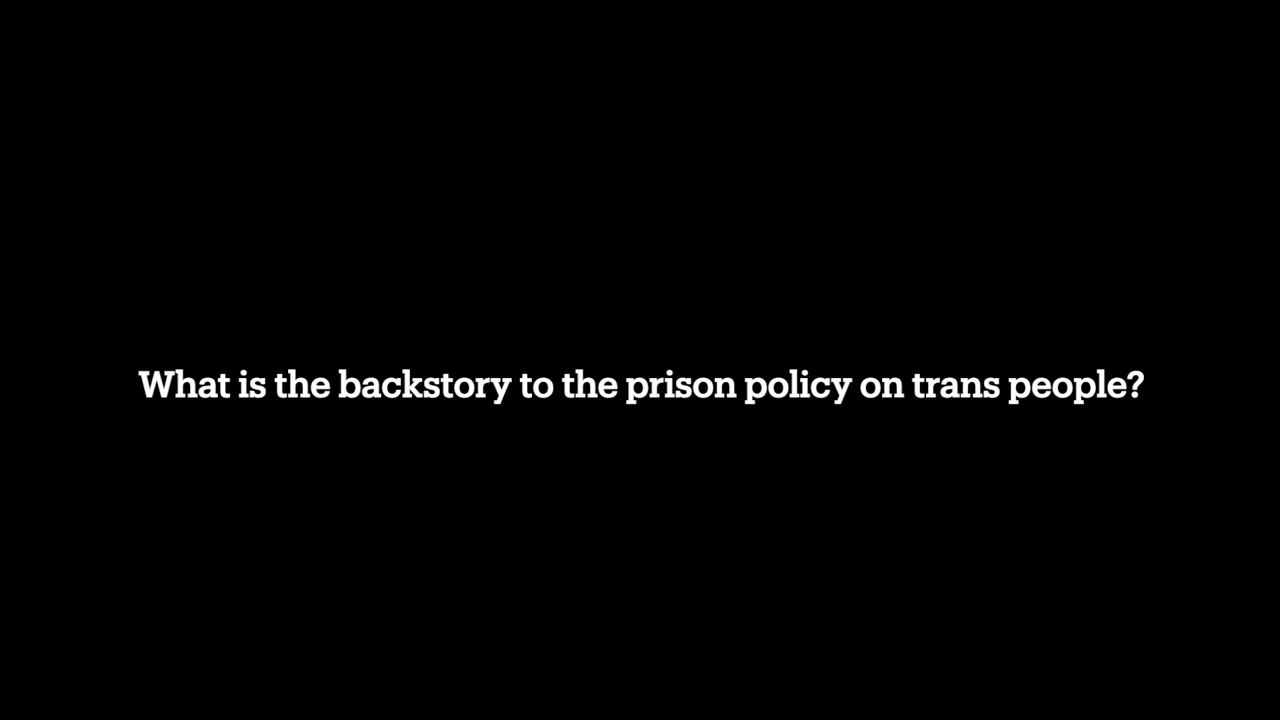 What is the backstory to the prison policy on trans people?